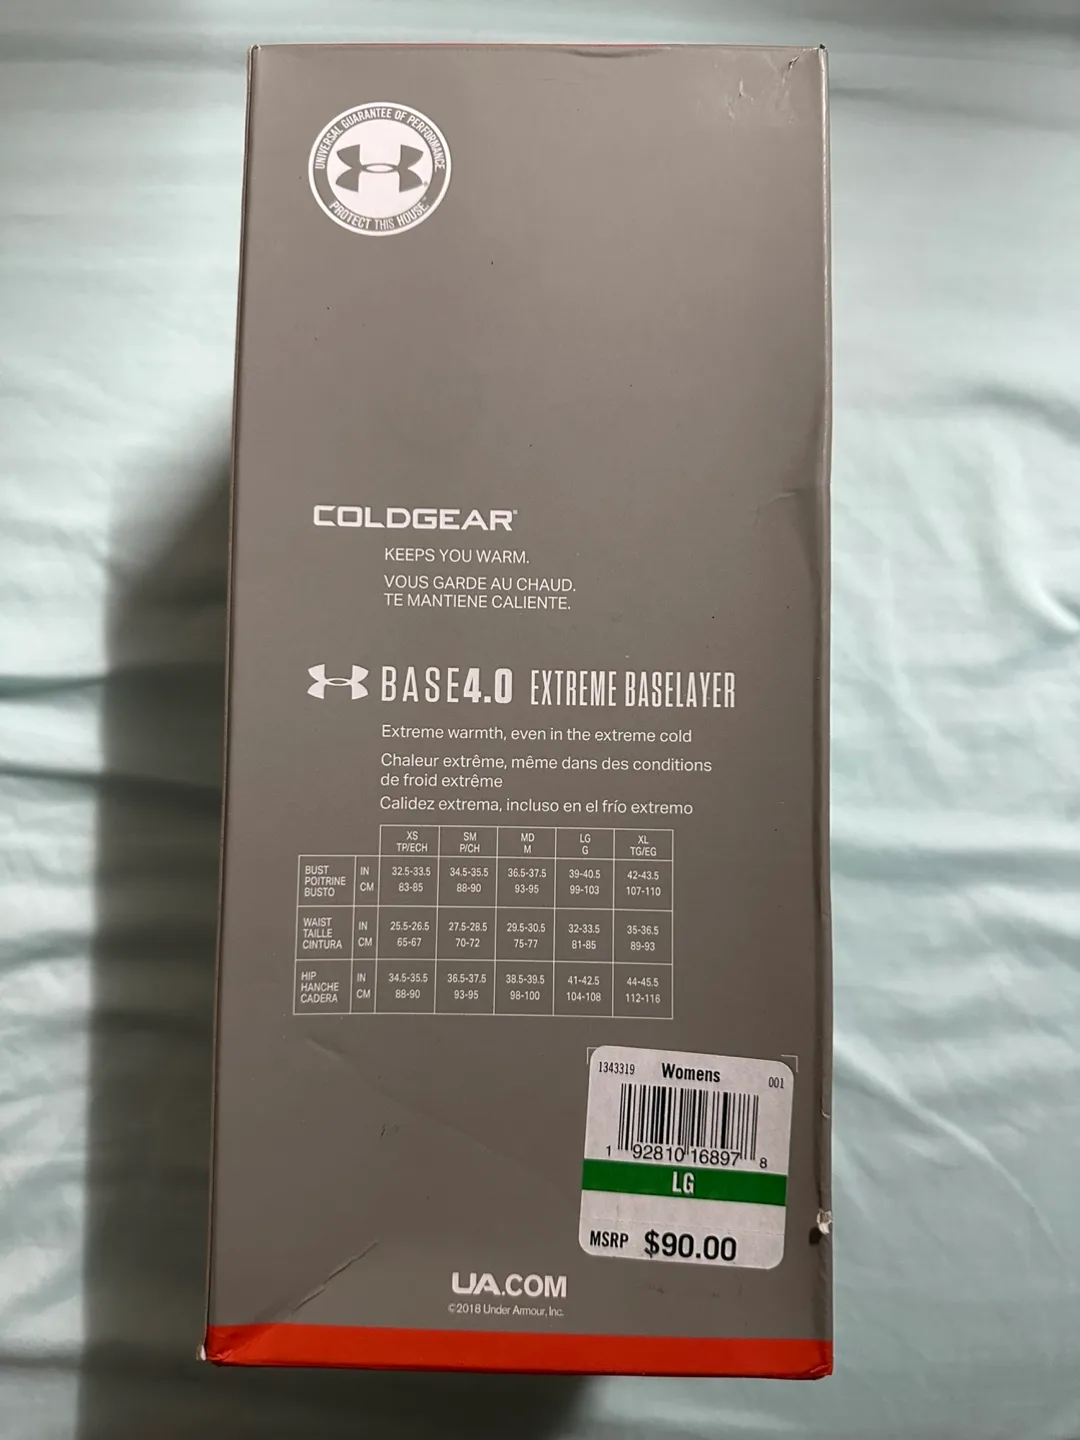 UNIVERSAL GUARANTEE OF PERFORMANCE
PROTECT THIS HOUSE
COLDGEAR®
KEEPS YOU WARM.
VOUS GARDE AU CHAUD.
TE MANTIENE CALIENTE.
BASE4.0 EXTREME BASELAYER
Extreme warmth, even in the extreme cold
Chaleur extrême, même dans des conditions
de froid extrême
Calidez extrema, incluso en el frío extremo
XS SM MD LG XL
TP/ECH P/CH M G TG/EG
BUST IN 32.5-33.5 34.5-35.5 36.5-37.5 39-40.5 42-43.5
POITRINE
BUSTO CM 83-85 88-90 93-95 99-103 107-110
WAIST IN 25.5-26.5 27.5-28.5 29.5-30.5 32-33.5 35-36.5
TAILLE
CINTURA CM 65-67 70-72 75-77 81-85 89-93
HIP IN 34.5-35.5 36.5-37.5 38.5-39.5 41-42.5 44-45.5
HANCHE
CADERA CM 88-90 93-95 98-100 104-108 112-116
1343319 Womens 001
1 92810 16897 8
LG
MSRP $90.00
UA.COM
©2018 Under Armour, Inc.